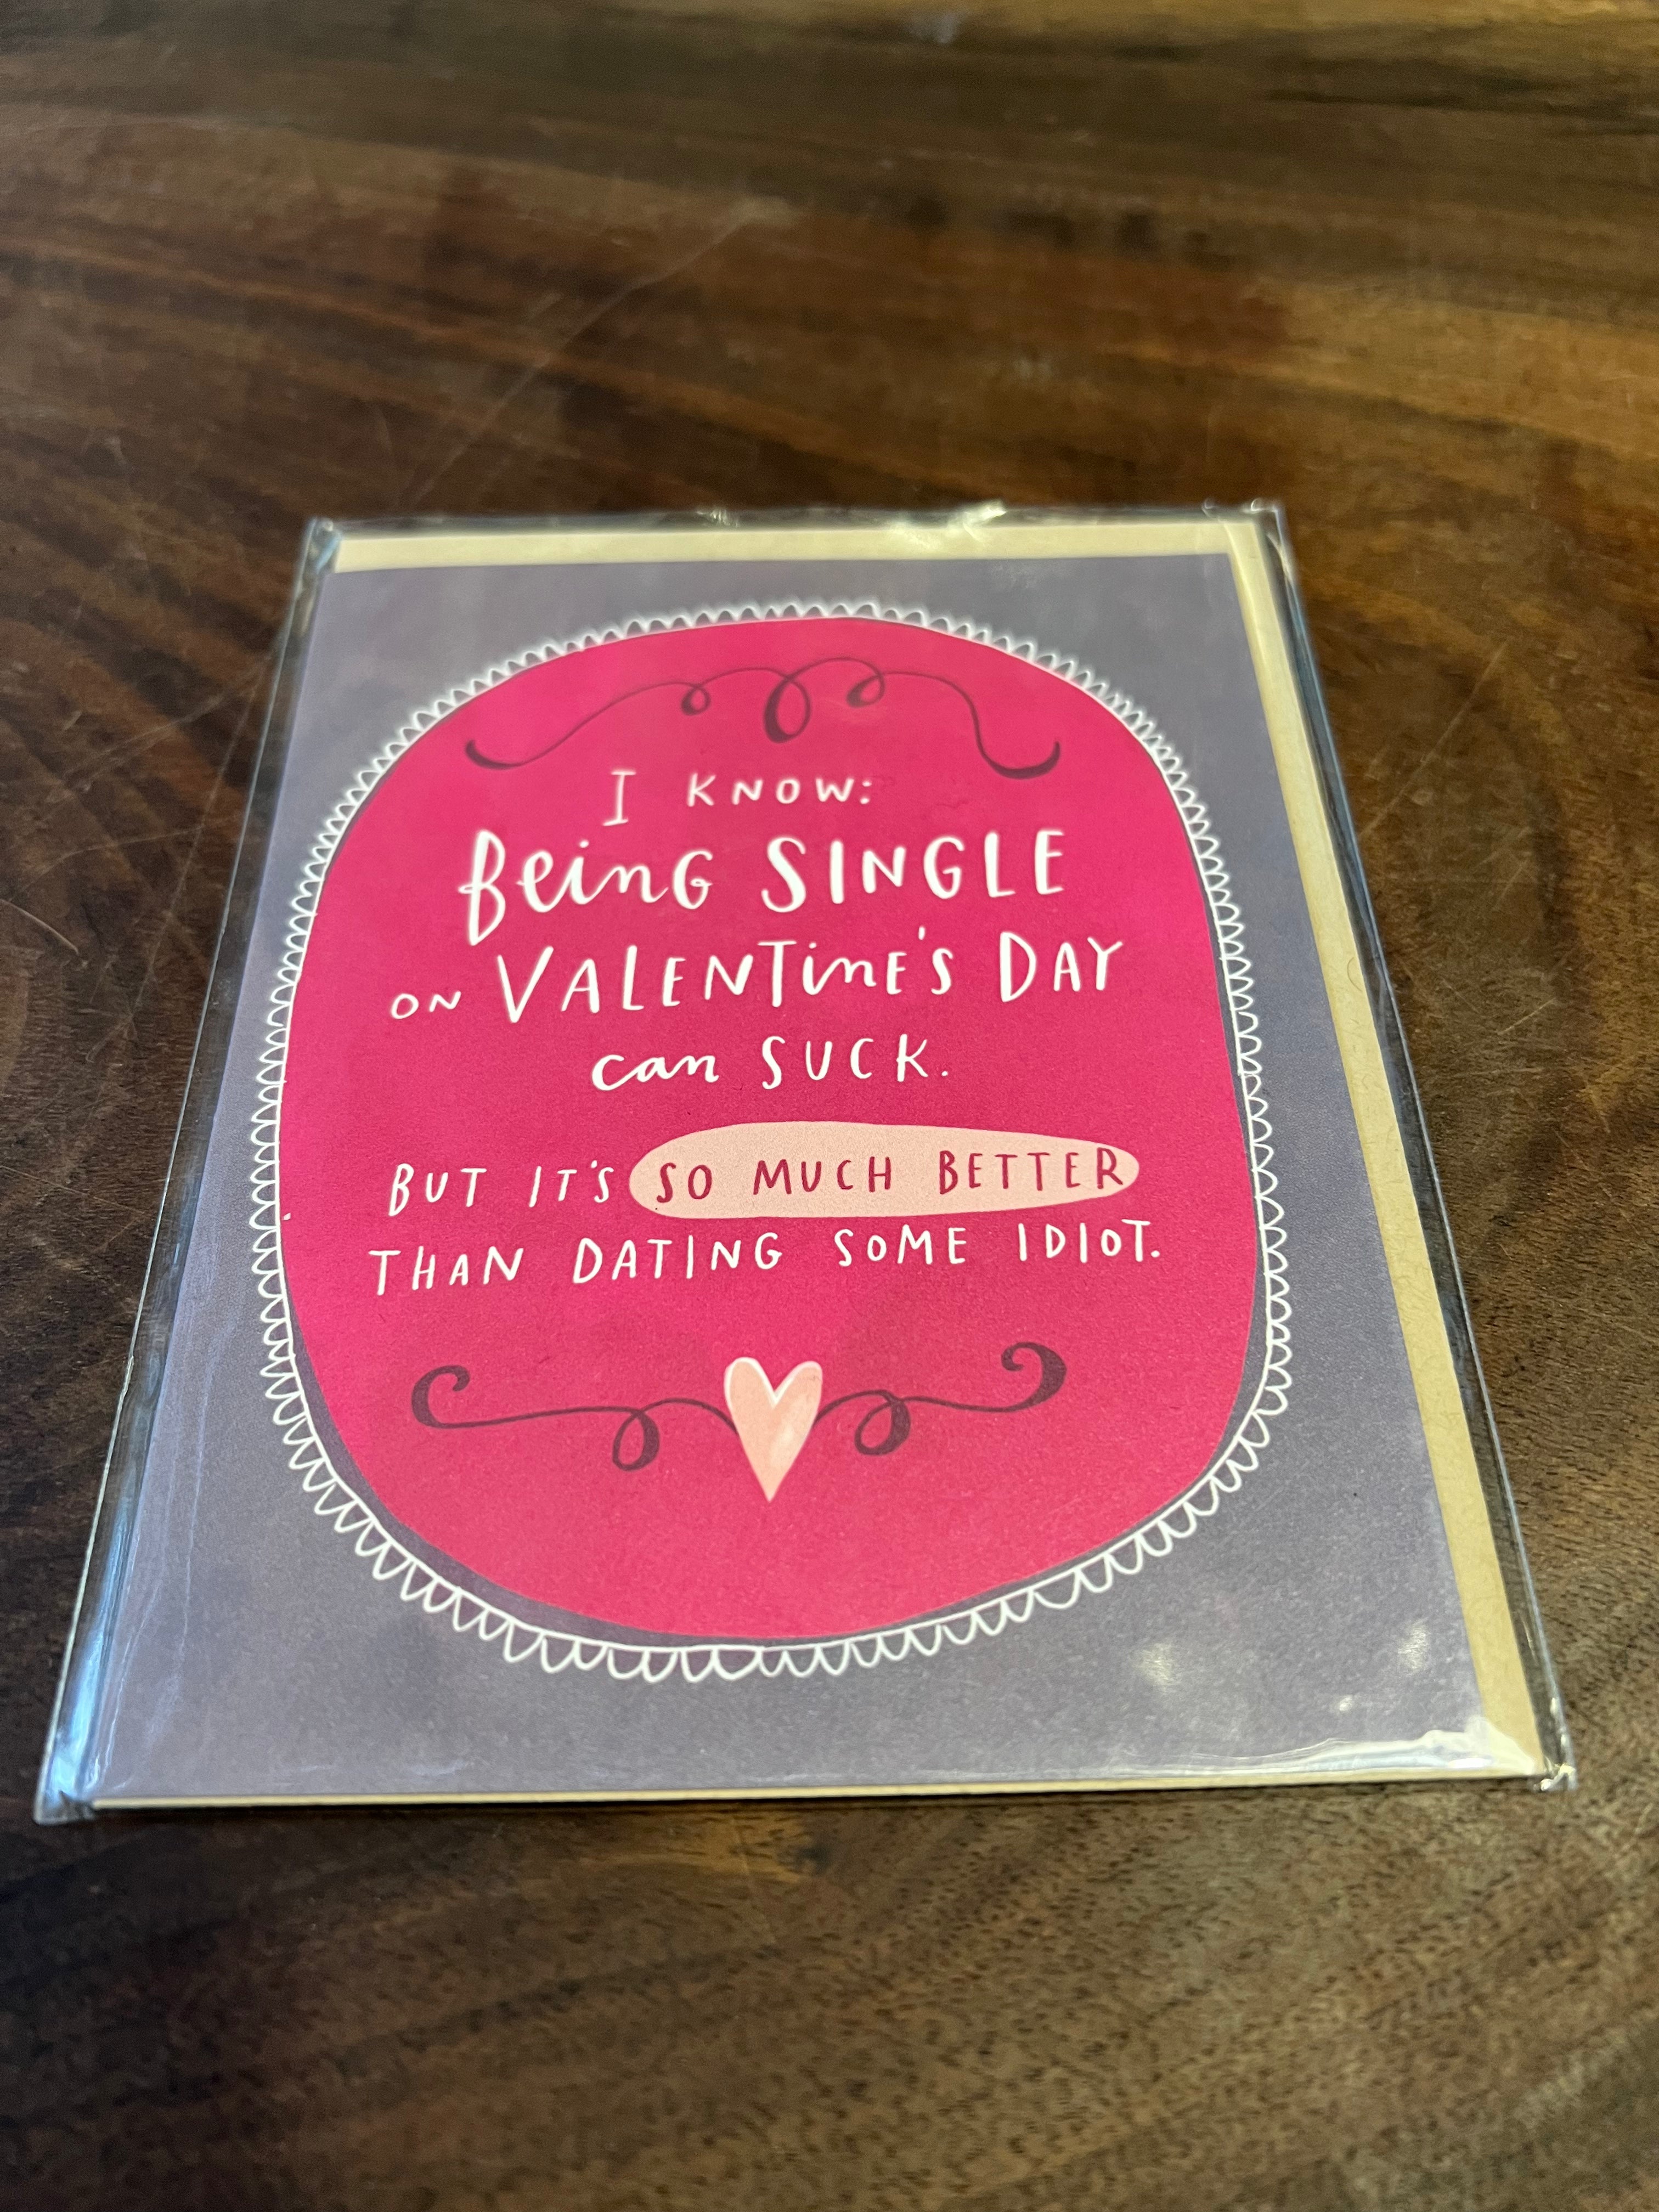 I KNOW:
BeinG SINGLE
ON VALENTinE'S DAY
can SUCK.
BUT IT'S SO MUCH BETTER
THAN DATING SOME IDIOT.